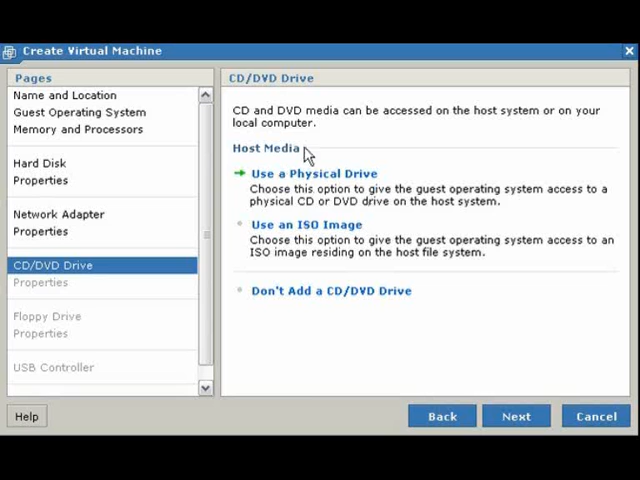 Create Virtual Machine
Pages
Name and Location
Guest Operating System
Memory and Processors
Hard Disk
Properties
Network Adapter
Properties
CD/DVD Drive
Properties
Floppy Drive
Properties
USB Controller
Help
CD/DVD Drive
CD and DVD media can be accessed on the host system or on your
local computer.
Host Media
Use a Physical Drive
Choose this option to give the guest operating system access to a
physical CD or DVD drive on the host system.
Use an ISO Image
Choose this option to give the guest operating system access to an
ISO image residing on the host file system.
Don't Add a CD/DVD Drive
Back
Next
Cancel